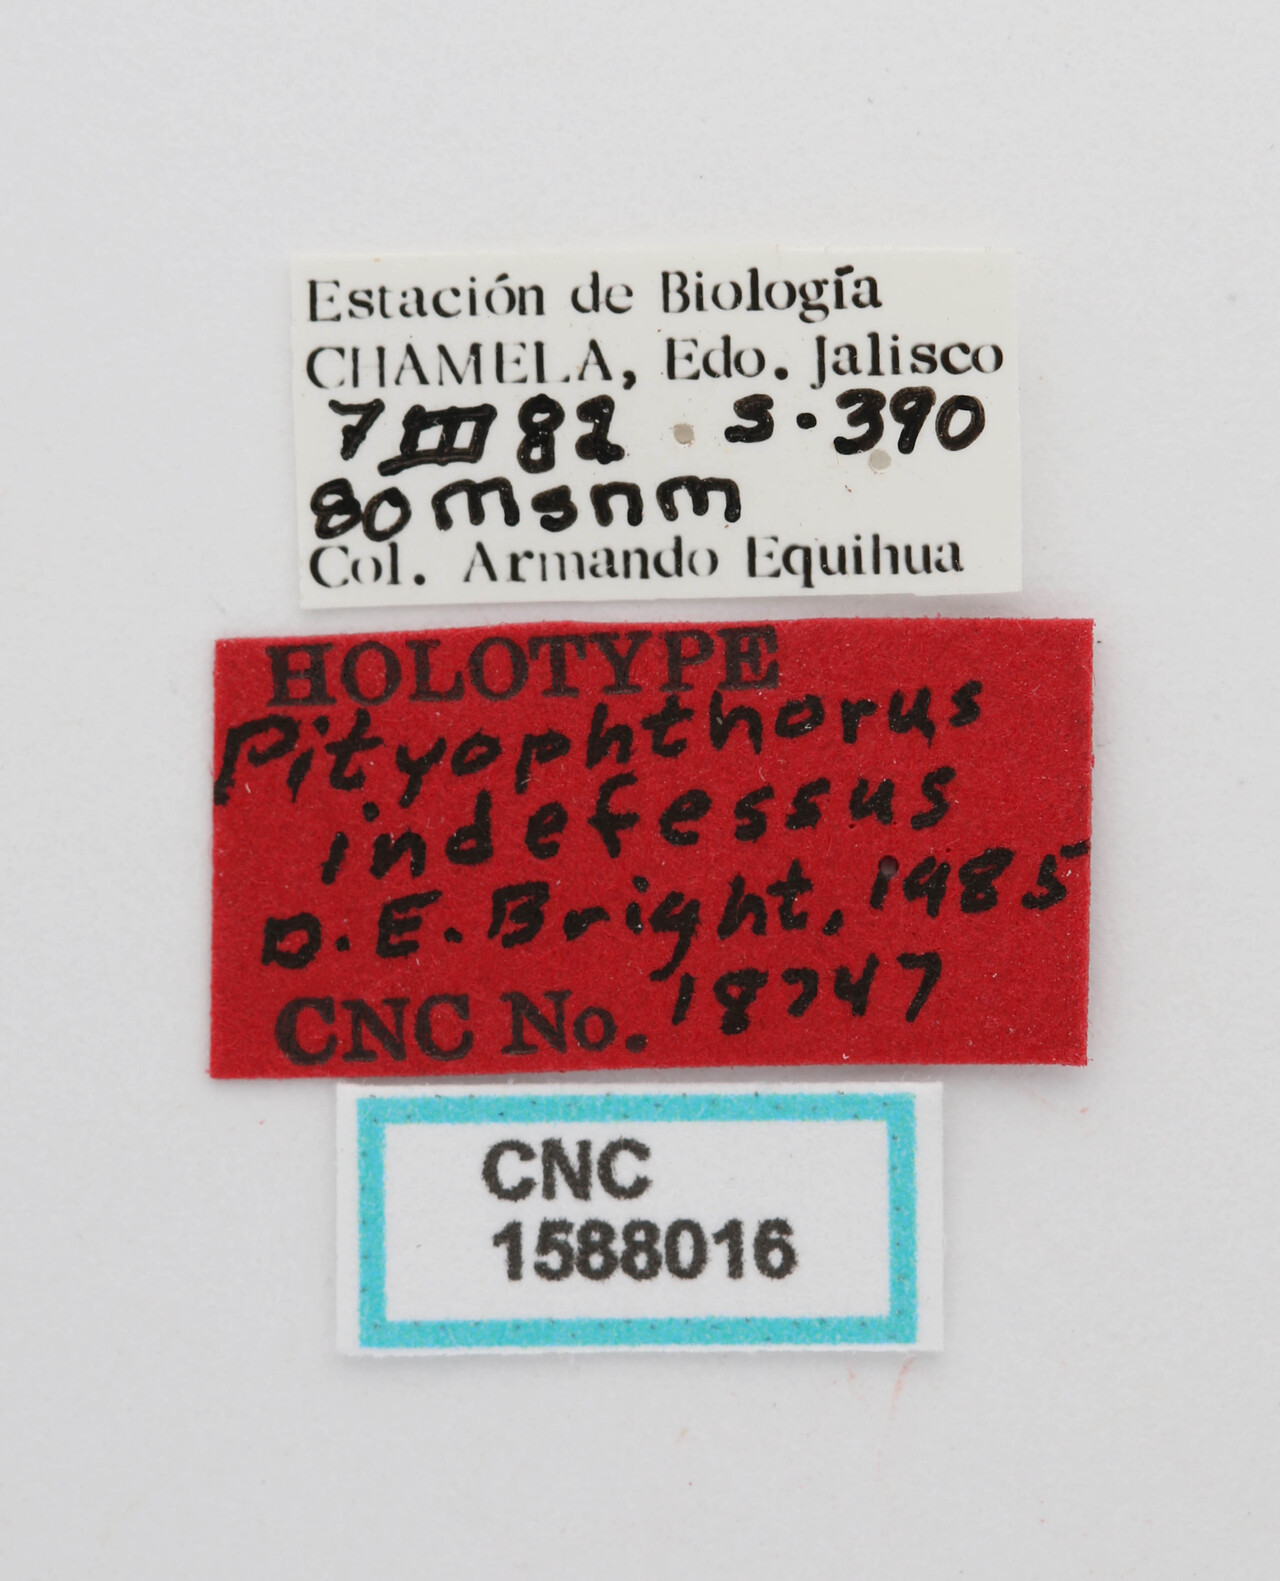 Estación de Biología
CHAMELA, Edo. Jalisco
7 III 82 S.390
80 msnm
Col. Armando Equihua
HOLOTYPE
Pityophthorus
indefessus
D.E. Bright, 1985
CNC No. 18747
CNC
1588016